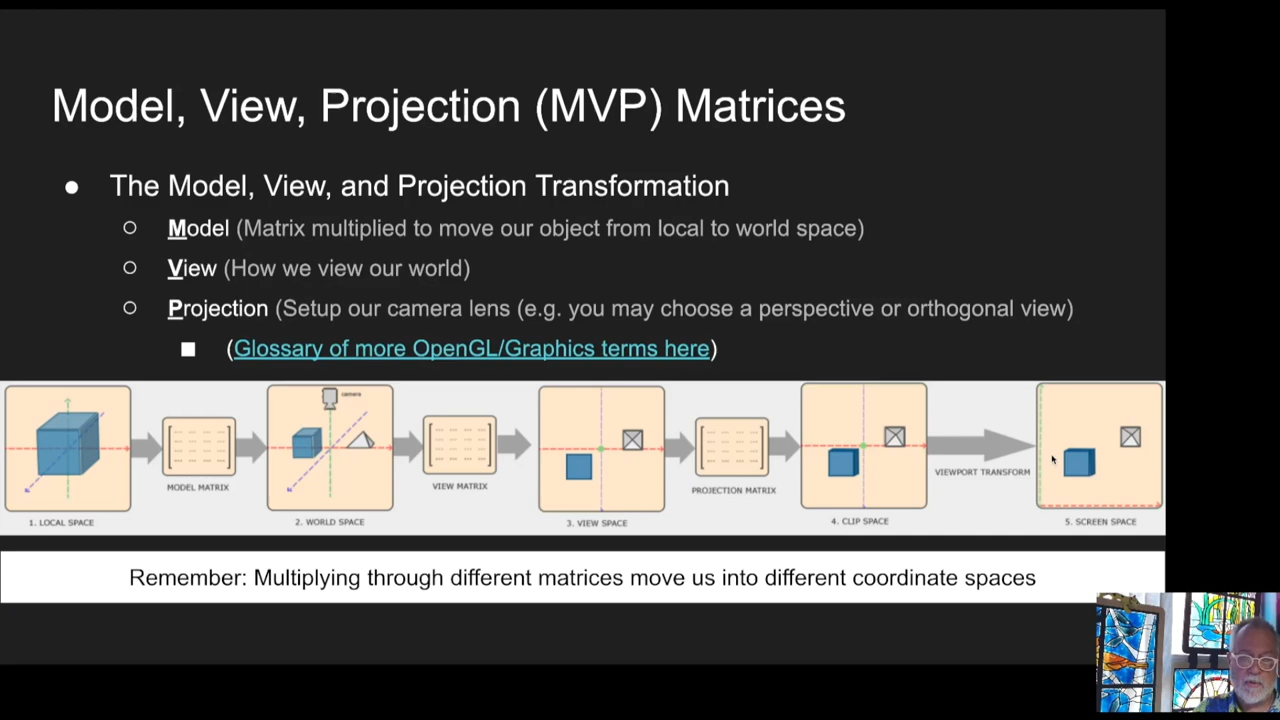 Model, View, Projection (MVP) Matrices
● The Model, View, and Projection Transformation
○ Model (Matrix multiplied to move our object from local to world space)
○ View (How we view our world)
○ Projection (Setup our camera lens (e.g. you may choose a perspective or orthogonal view)
■ (Glossary of more OpenGL/Graphics terms here)
camera
MODEL MATRIX
VIEW MATRIX
PROJECTION MATRIX
VIEWPORT TRANSFORM
1. LOCAL SPACE
2. WORLD SPACE
3. VIEW SPACE
4. CLIP SPACE
5. SCREEN SPACE
Remember: Multiplying through different matrices move us into different coordinate spaces